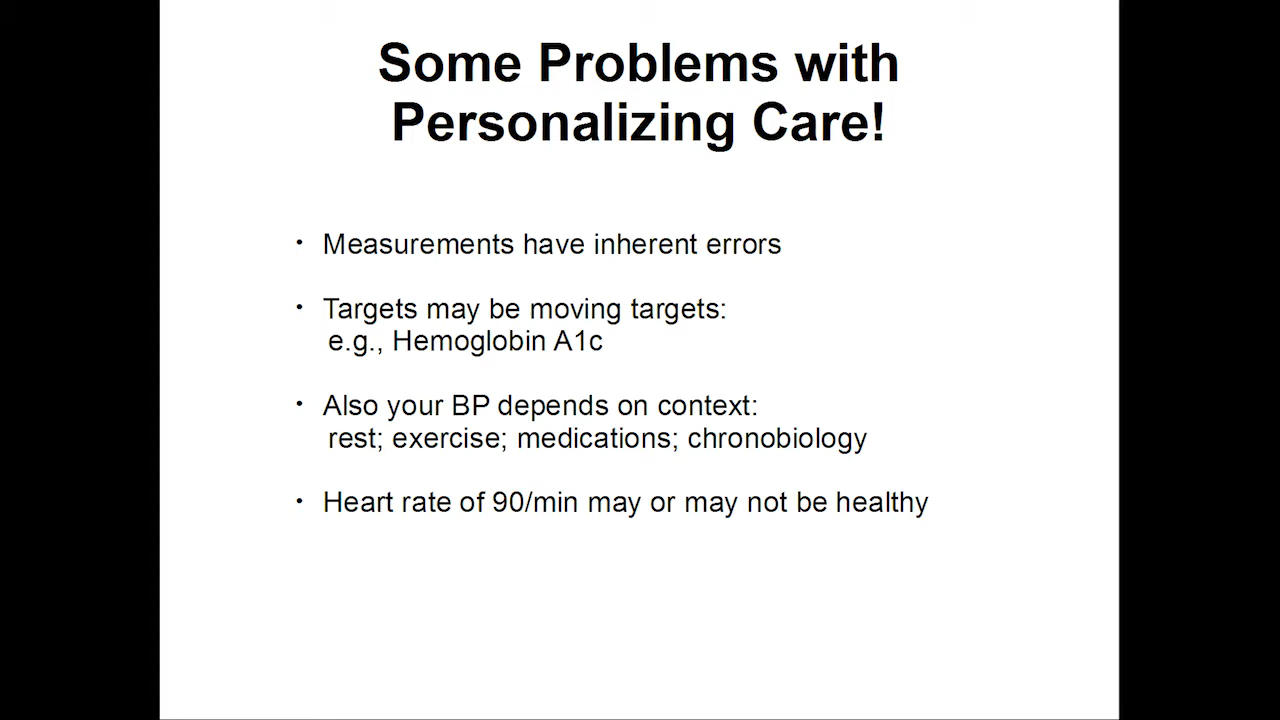 Some Problems with
Personalizing Care!
• Measurements have inherent errors
• Targets may be moving targets:
e.g., Hemoglobin A1c
• Also your BP depends on context:
rest; exercise; medications; chronobiology
• Heart rate of 90/min may or may not be healthy